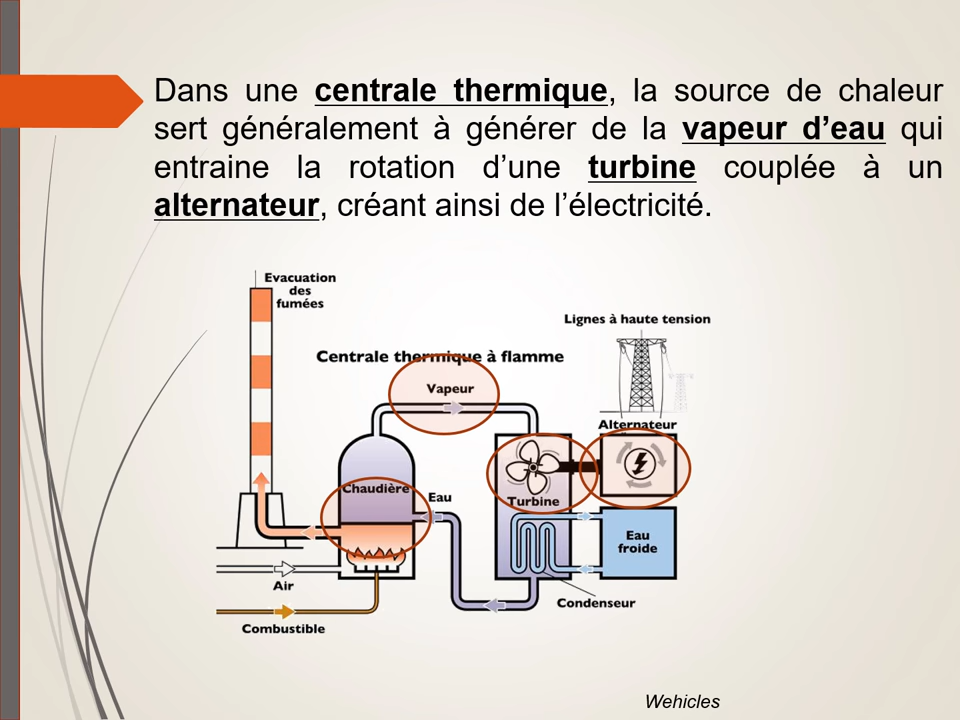 Dans une centrale thermique, la source de chaleur
sert généralement à générer de la vapeur d’eau qui
entraine la rotation d’une turbine couplée à un
alternateur, créant ainsi de l’électricité.
Evacuation
des
fumées
Lignes à haute tension
Centrale thermique à flamme
Vapeur
Alternateur
Chaudière
Eau
Turbine
Eau
froide
Air
Condenseur
Combustible
Wehicles